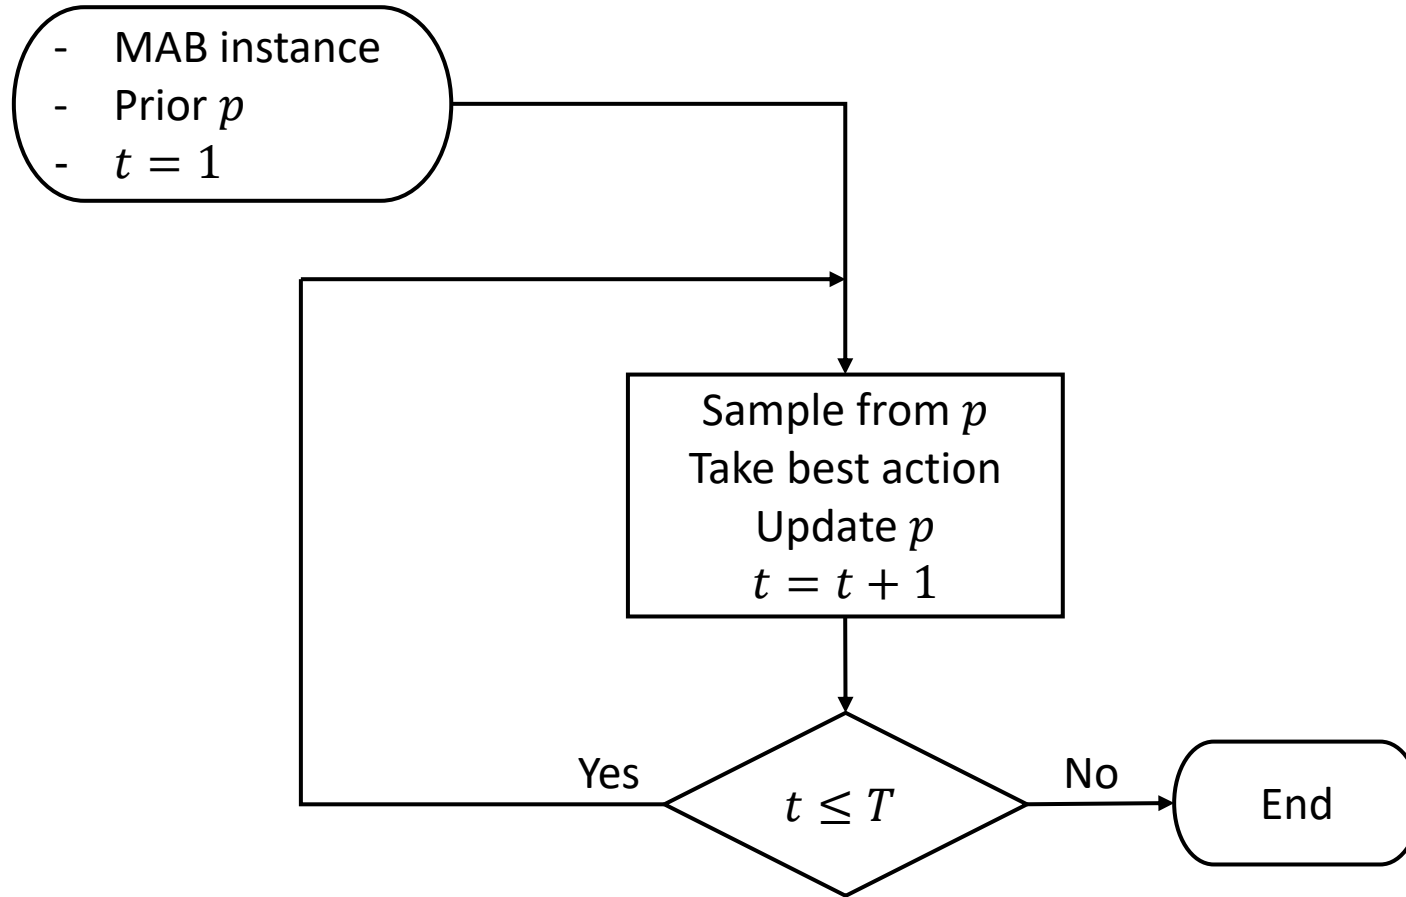 - MAB instance
- Prior p
- t = 1
Sample from p
Take best action
Update p
t = t + 1
Yes
t ≤ T
No
End